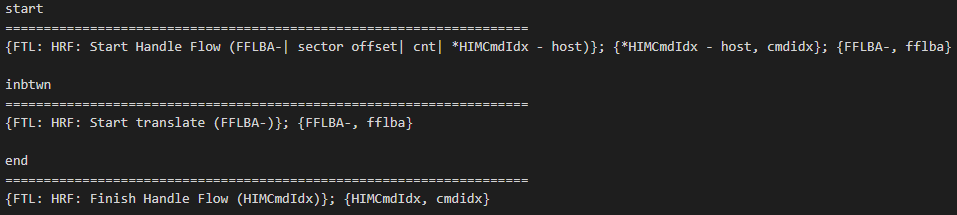 start
====================================================================
{FTL: HRF: Start Handle Flow (FFLBA-| sector offset| cnt| *HIMCmdIdx - host)}; {*HIMCmdIdx - host, cmdidx}; {FFLBA-, fflba}
inbtwn
====================================================================
{FTL: HRF: Start translate (FFLBA-)}; {FFLBA-, fflba}
end
====================================================================
{FTL: HRF: Finish Handle Flow (HIMCmdIdx)}; {HIMCmdIdx, cmdidx}